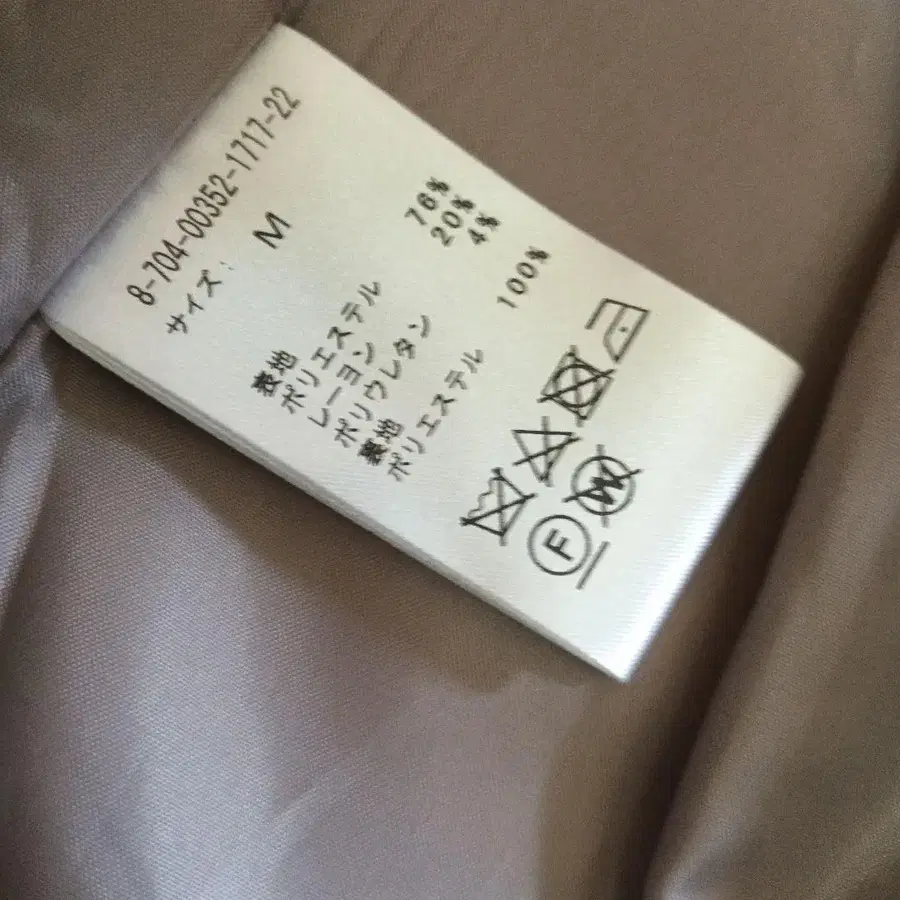 8-704-00352-1717-22
サイズ: M
表地
ポリエステル 76%
レーヨン 20%
ポリウレタン 4%
裏地
ポリエステル 100%
F W